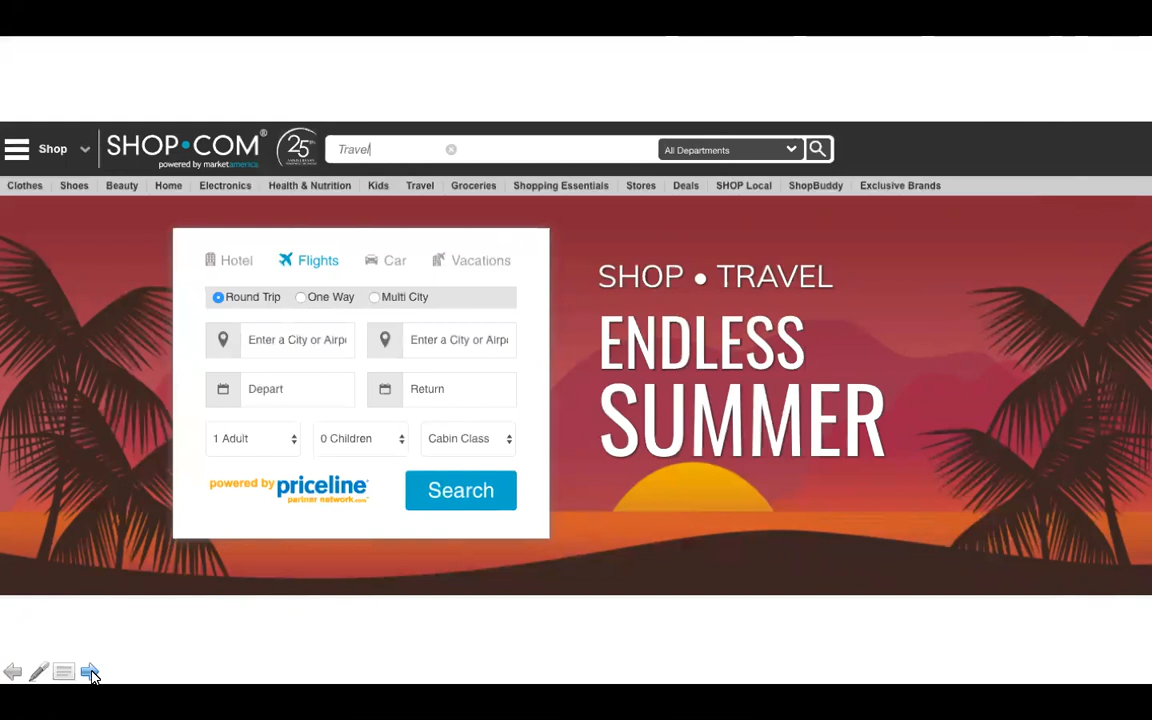 Shop
SHOP•COM®
powered by marketamerica
25
Travel
All Departments
Clothes Shoes Beauty Home Electronics Health & Nutrition Kids Travel Groceries Shopping Essentials Stores Deals SHOP Local ShopBuddy Exclusive Brands
Hotel Flights Car Vacations
Round Trip One Way Multi City
Enter a City or Airpo Enter a City or Airpo
Depart Return
1 Adult 0 Children Cabin Class
powered by priceline
partner network.com
Search
SHOP • TRAVEL
ENDLESS
SUMMER